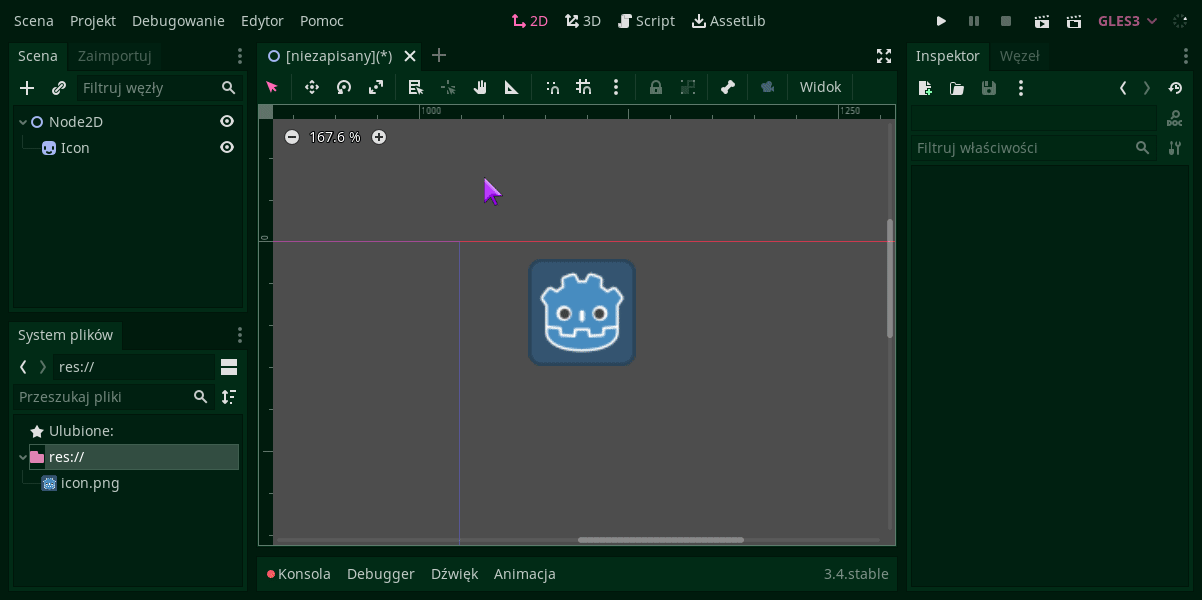 Scena Projekt Debugowanie Edytor Pomoc 2D 3D Script AssetLib GLES3
Scena Zaimportuj
[niezapisany](*)
Inspektor Węzeł
Filtruj węzły
Widok
Node2D
Icon
1000 1250
167.6 %
0
DOC
Filtruj właściwości
System plików
res://
Przeszukaj pliki
Ulubione:
res://
icon.png
Konsola Debugger Dźwięk Animacja 3.4.stable